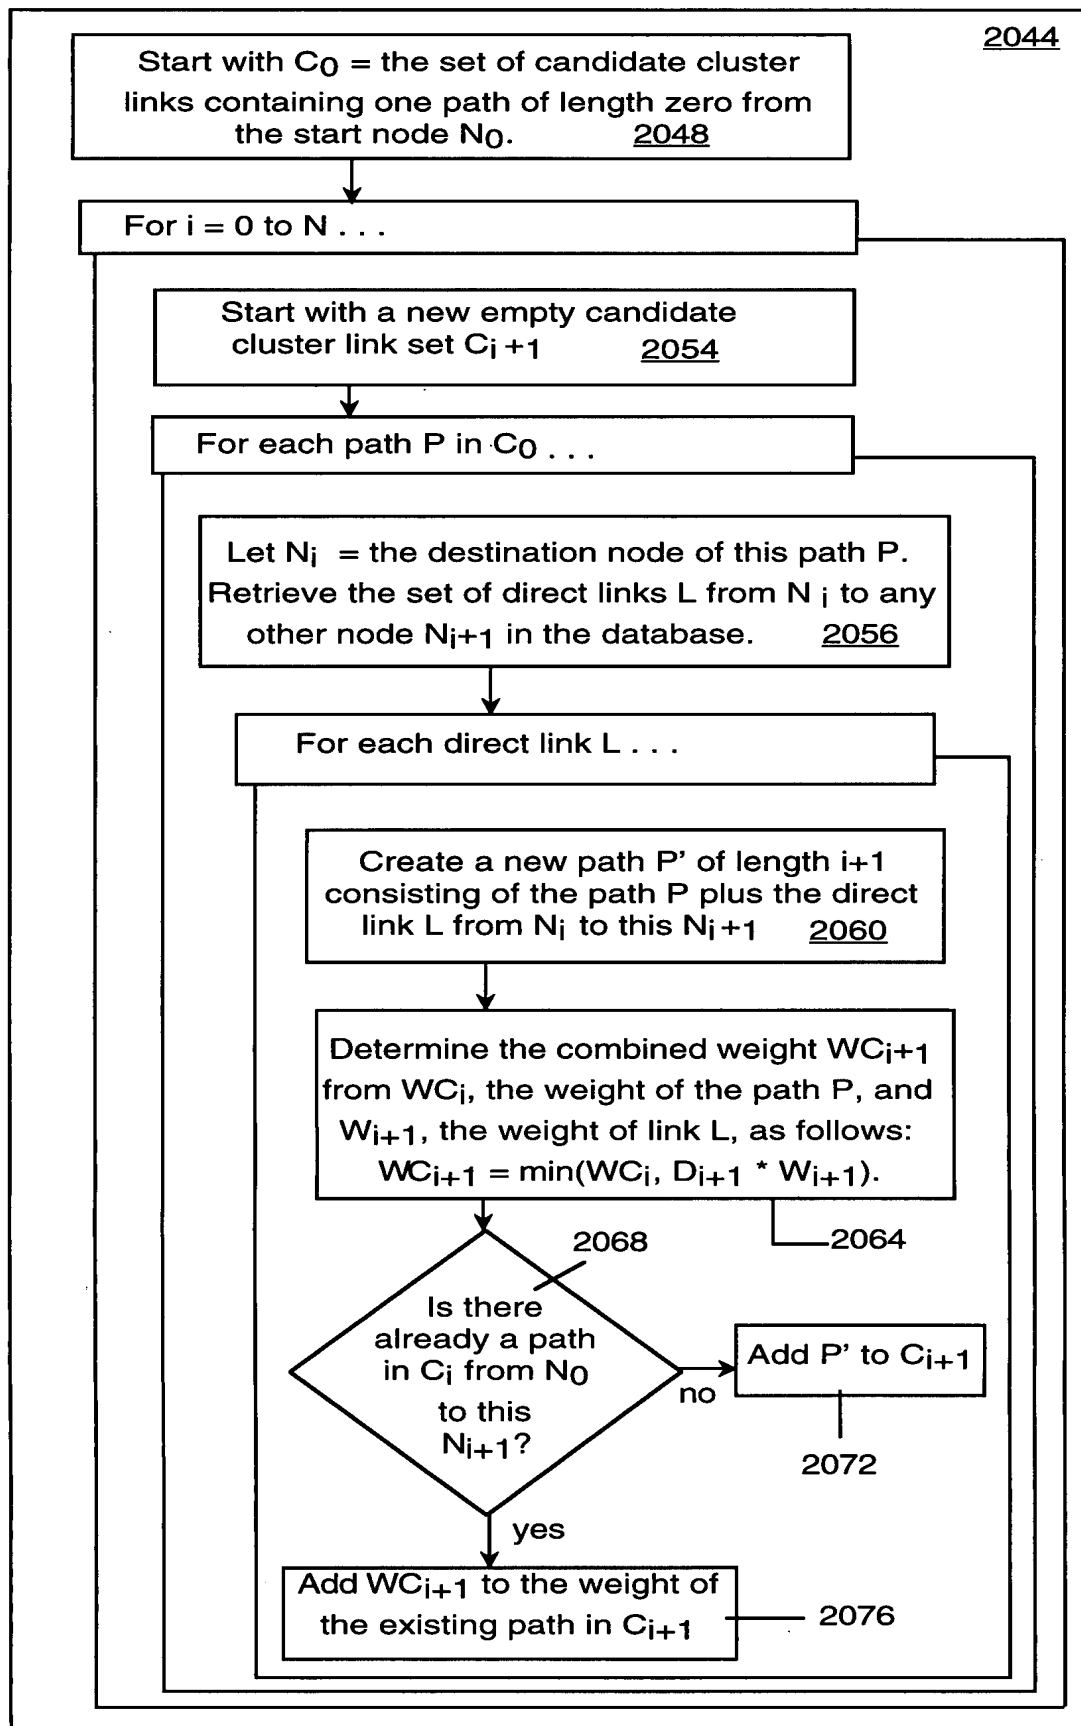 2044
Start with C0 = the set of candidate cluster
links containing one path of length zero from
the start node N0. 2048
For i = 0 to N . . .
Start with a new empty candidate
cluster link set Ci+1 2054
For each path P in C0 . . .
Let Ni = the destination node of this path P.
Retrieve the set of direct links L from Ni to any
other node Ni+1 in the database. 2056
For each direct link L . . .
Create a new path P' of length i+1
consisting of the path P plus the direct
link L from Ni to this Ni+1 2060
Determine the combined weight WCi+1
from WCi, the weight of the path P, and
Wi+1, the weight of link L, as follows:
WCi+1 = min(WCi, Di+1 * Wi+1).
2064
2068
Is there
already a path
in Ci from N0
to this
Ni+1?
no
Add P' to Ci+1
2072
yes
Add WCi+1 to the weight of
the existing path in Ci+1
2076